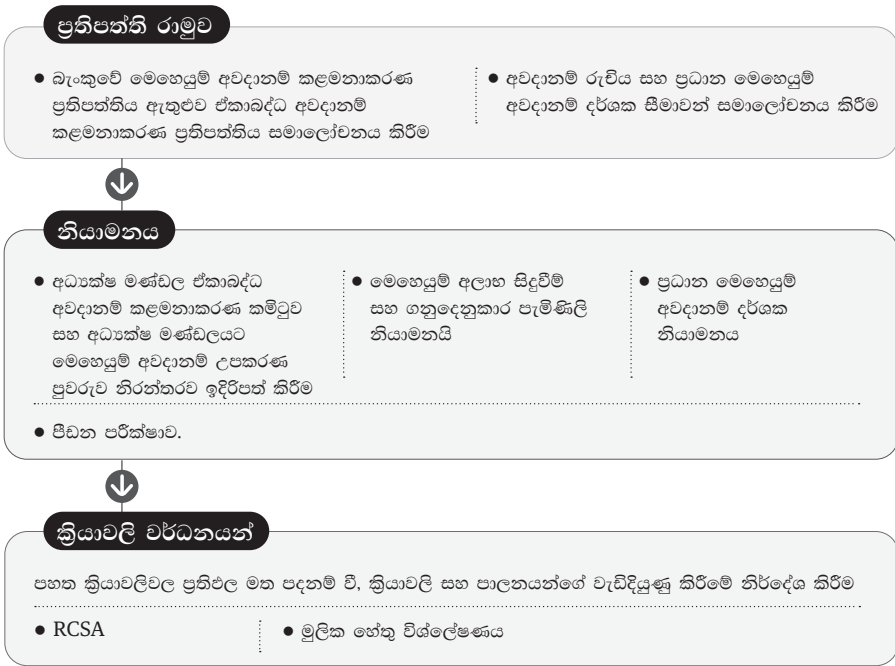 ප්‍රතිපත්ති රාමුව
● බැංකුවේ මෙහෙයුම් අවදානම් කළමනාකරණ
ප්‍රතිපත්තිය ඇතුළුව ඒකාබද්ධ අවදානම්
කළමනාකරණ ප්‍රතිපත්තිය සමාලෝචනය කිරීම
● අවදානම් රුචිය සහ ප්‍රධාන මෙහෙයුම්
අවදානම් දර්ශක සීමාවන් සමාලෝචනය කිරීම
නියාමනය
● අධ්‍යක්ෂ මණ්ඩල ඒකාබද්ධ
අවදානම් කළමනාකරණ කමිටුව
සහ අධ්‍යක්ෂ මණ්ඩලයට
මෙහෙයුම් අවදානම් උපකරණ
පුවරුව නිරන්තරව ඉදිරිපත් කිරීම
● මෙහෙයුම් අලාභ සිදුවීම්
සහ ගනුදෙනුකාර පැමිණිලි
නියාමනයි
● ප්‍රධාන මෙහෙයුම්
අවදානම් දර්ශක
නියාමනය
● පීඩන පරීක්ෂාව.
ක්‍රියාවලි වර්ධනයන්
පහත ක්‍රියාවලිවල ප්‍රතිඵල මත පදනම් වී, ක්‍රියාවලි සහ පාලනයන්ගේ වැඩිදියුණු කිරීමේ නිර්දේශ කිරීම
● RCSA
● මූලික හේතු විශ්ලේෂණය